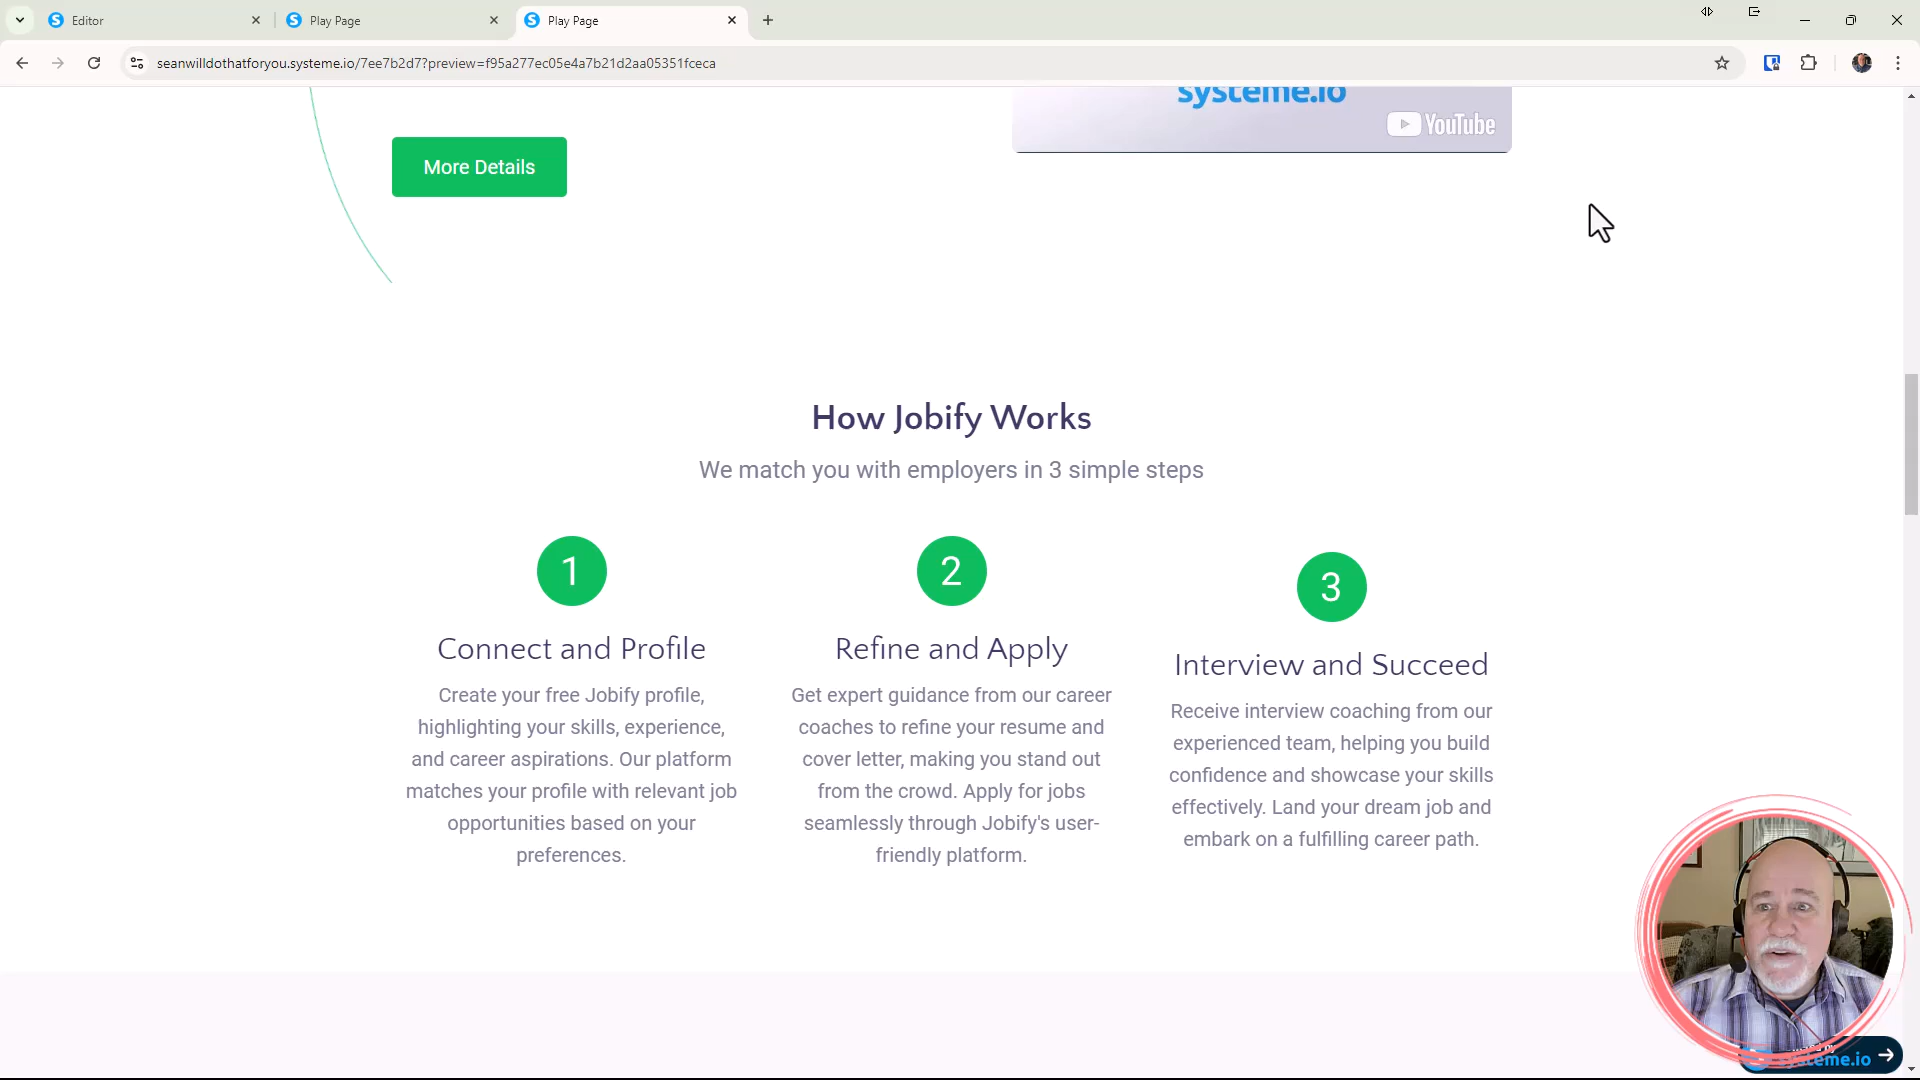 Editor
Play Page
Play Page
seanwilldothatforyou.systeme.io/7ee7b2d7?preview=f95a277ec05e4a7b21d2aa05351fceca
systeme.io
YouTube
More Details
How Jobify Works
We match you with employers in 3 simple steps
1
2
3
Connect and Profile
Create your free Jobify profile,
highlighting your skills, experience,
and career aspirations. Our platform
matches your profile with relevant job
opportunities based on your
preferences.
Refine and Apply
Get expert guidance from our career
coaches to refine your resume and
cover letter, making you stand out
from the crowd. Apply for jobs
seamlessly through Jobify's user-
friendly platform.
Interview and Succeed
Receive interview coaching from our
experienced team, helping you build
confidence and showcase your skills
effectively. Land your dream job and
embark on a fulfilling career path.
systeme.io